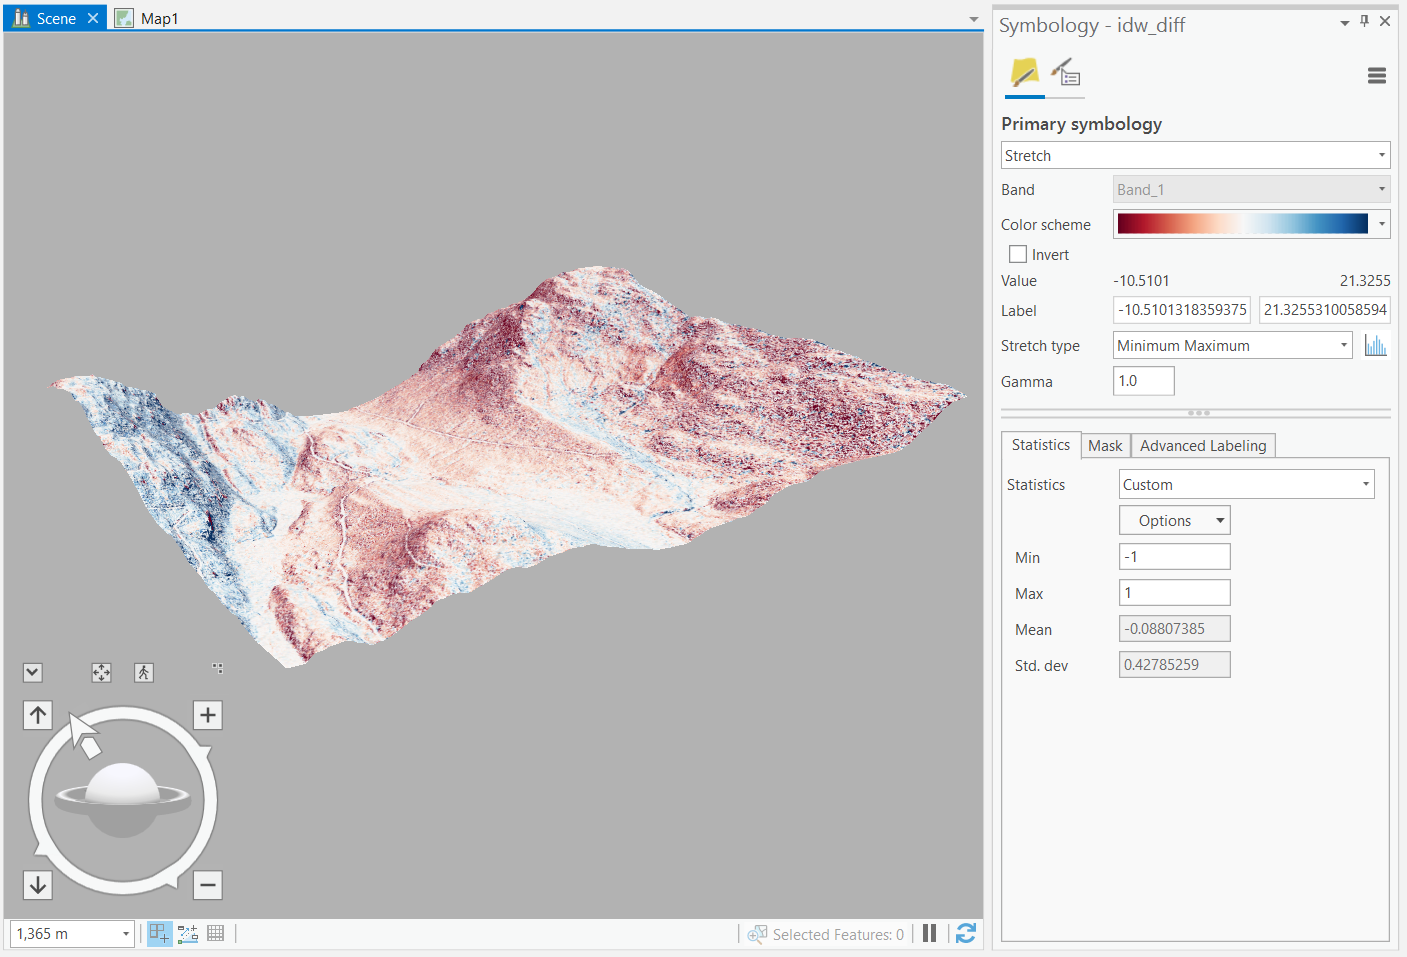 Scene
Map1
1,365 m
Selected Features: 0
Symbology - idw_diff
Primary symbology
Stretch
Band
Band_1
Color scheme
Invert
Value
-10.5101
21.3255
Label
-10.5101318359375
21.3255310058594
Stretch type
Minimum Maximum
Gamma
1.0
Statistics
Mask
Advanced Labeling
Statistics
Custom
Options
Min
-1
Max
1
Mean
-0.08807385
Std. dev
0.42785259